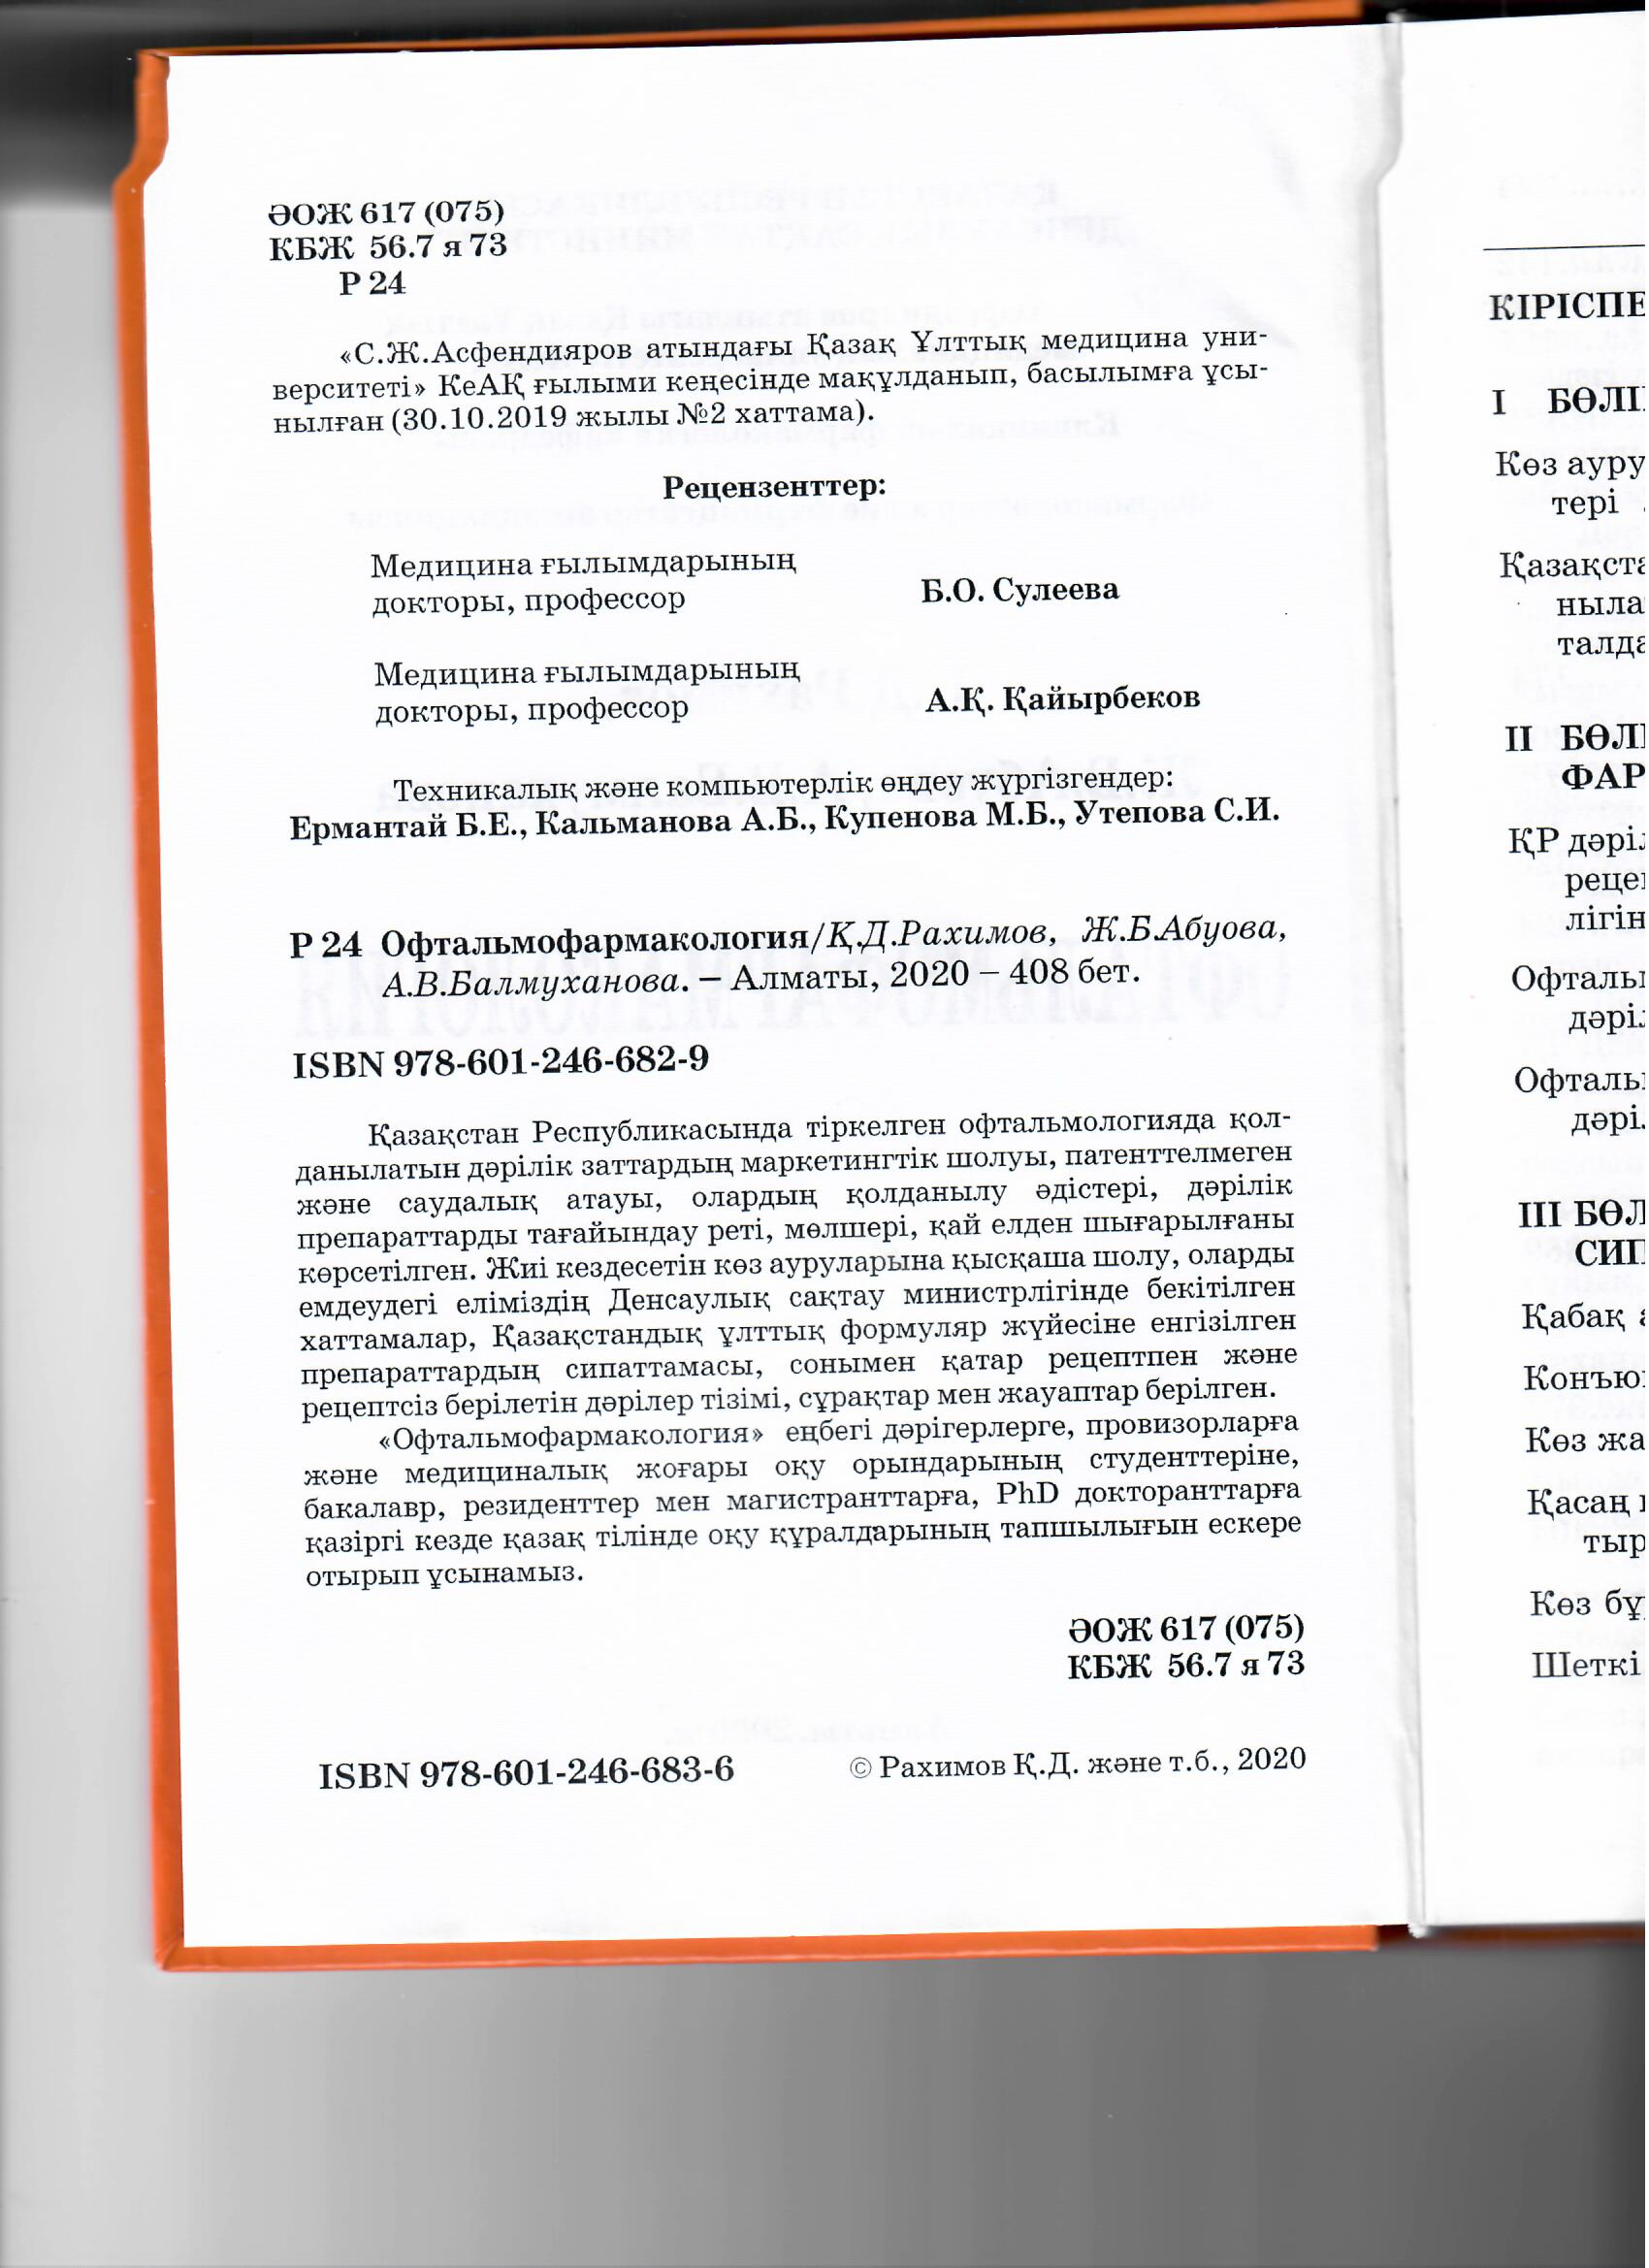 ӘОЖ 617 (075)
КБЖ 56.7 я 73
Р 24
«С.Ж.Асфендияров атындағы Қазақ Ұлттық медицина уни-
верситеті» КеАҚ ғылыми кеңесінде мақұлданып, басылымға ұсы-
нылған (30.10.2019 жылы №2 хаттама).
Рецензенттер:
Медицина ғылымдарының
докторы, профессор Б.О. Сулеева
Медицина ғылымдарының
докторы, профессор А.Қ. Қайырбеков
Техникалық және компьютерлік өңдеу жүргізгендер:
Ермантай Б.Е., Кальманова А.Б., Купенова М.Б., Утепова С.И.
Р 24 Офтальмофармакология/Қ.Д.Рахимов, Ж.Б.Абуова,
А.В.Балмуханова. – Алматы, 2020 – 408 бет.
ISBN 978-601-246-682-9
Қазақстан Республикасында тіркелген офтальмологияда қол-
данылатын дәрілік заттардың маркетингтік шолуы, патенттелмеген
және саудалық атауы, олардың қолданылу әдістері, дәрілік
препараттарды тағайындау реті, мөлшері, қай елден шығарылғаны
көрсетілген. Жиі кездесетін көз ауруларына қысқаша шолу, оларды
емдеудегі еліміздің Денсаулық сақтау министрлігінде бекітілген
хаттамалар, Қазақстандық ұлттық формуляр жүйесіне енгізілген
препараттардың сипаттамасы, сонымен қатар рецептпен және
рецептсіз берілетін дәрілер тізімі, сұрақтар мен жауаптар берілген.
«Офтальмофармакология» еңбегі дәрігерлерге, провизорларға
және медициналық жоғары оқу орындарының студенттеріне,
бакалавр, резиденттер мен магистранттарға, PhD докторанттарға
қазіргі кезде қазақ тілінде оқу құралдарының тапшылығын ескере
отырып ұсынамыз.
ӘОЖ 617 (075)
КБЖ 56.7 я 73
ISBN 978-601-246-683-6 © Рахимов Қ.Д. және т.б., 2020
КІРІСПЕ
I БӨЛІ
Көз ауру
тері
Қазақста
ныла
талда
II БӨЛІ
ФАР
ҚР дәріл
рецеп
лігін
Офтальм
дәріл
Офталь
дәріл
III БӨЛ
СИП
Қабақ
Конъю
Көз жа
Қасаң
тыр
Көз бұ
Шеткі